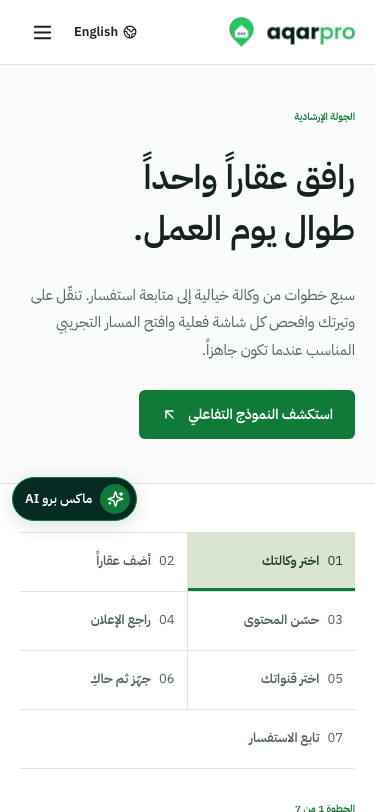 aqarpro
English
الجولة الإرشادية
رافق عقاراً واحداً
طوال يوم العمل.
سبع خطوات من وكالة خيالية إلى متابعة استفسار. تنقّل على
وتيرتك وافحص كل شاشة فعلية وافتح المسار التجريبي
المناسب عندما تكون جاهزاً.
استكشف النموذج التفاعلي
ماكس برو AI
01 اختر وكالتك
02 أضف عقاراً
03 حسّن المحتوى
04 راجع الإعلان
05 اختر قنواتك
06 جهّز ثم حاكِ
07 تابع الاستفسار
الخطوة 1 من 7